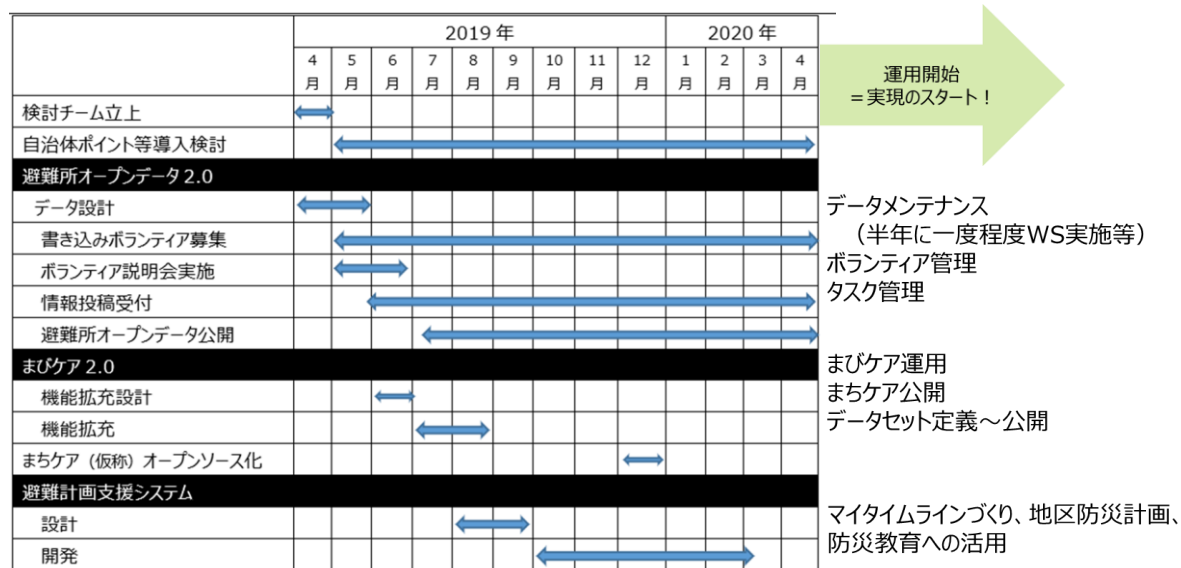 2019 年
2020 年
4月 5月 6月 7月 8月 9月 10月 11月 12月 1月 2月 3月 4月
運用開始
＝実現のスタート！
検討チーム立上
自治体ポイント等導入検討
避難所オープンデータ 2.0
データ設計
書き込みボランティア募集
ボランティア説明会実施
情報投稿受付
避難所オープンデータ公開
データメンテナンス
（半年に一度程度WS実施等）
ボランティア管理
タスク管理
まびケア 2.0
機能拡充設計
機能拡充
まちケア（仮称）オープンソース化
まびケア運用
まちケア公開
データセット定義～公開
避難計画支援システム
設計
開発
マイタイムラインづくり、地区防災計画、
防災教育への活用